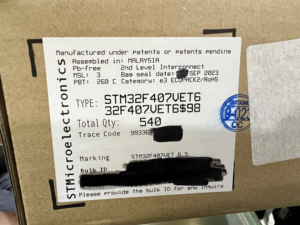 Manufactured under patents or patents pending
Assembled in: MALAYSIA
Pb-free 2nd Level Interconnect
MSL: 3 Bag seal date: SEP 2023
PBT: 260 C Category: e3 ECOPACK2/RoHS
TYPE: STM32F407VET6
32F407VET6$98
Total Qty: 540
Trace Code 99336
Marking STM32F407VET 6 5
Bulk ID
Please provide the bulk ID for any inquiry
STMicroelectronics